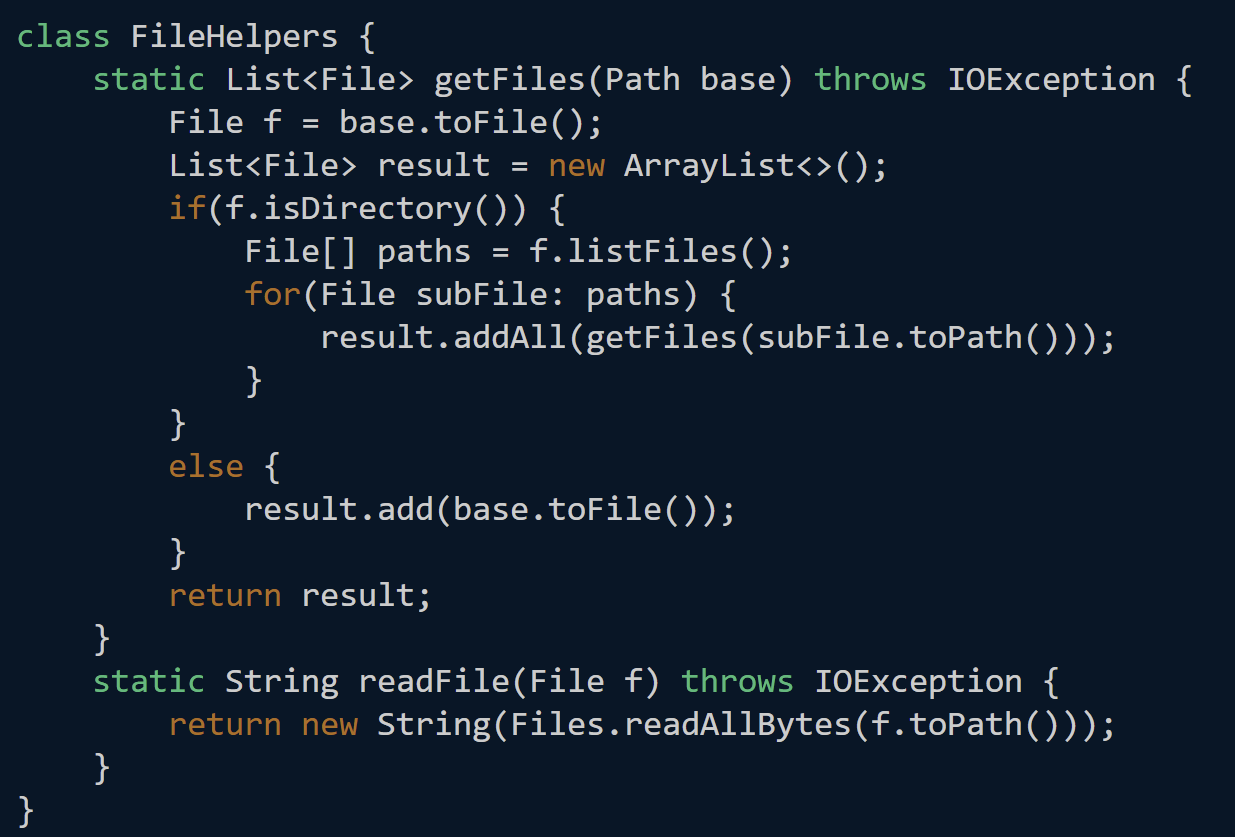 class FileHelpers {
    static List<File> getFiles(Path base) throws IOException {
        File f = base.toFile();
        List<File> result = new ArrayList<>();
        if(f.isDirectory()) {
            File[] paths = f.listFiles();
            for(File subFile: paths) {
                result.addAll(getFiles(subFile.toPath()));
            }
        }
        else {
            result.add(base.toFile());
        }
        return result;
    }
    static String readFile(File f) throws IOException {
        return new String(Files.readAllBytes(f.toPath()));
    }
}